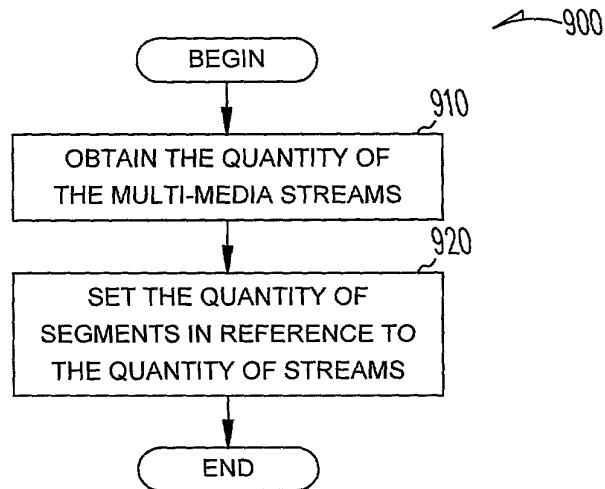 900
BEGIN
910
OBTAIN THE QUANTITY OF
THE MULTI-MEDIA STREAMS
920
SET THE QUANTITY OF
SEGMENTS IN REFERENCE TO
THE QUANTITY OF STREAMS
END